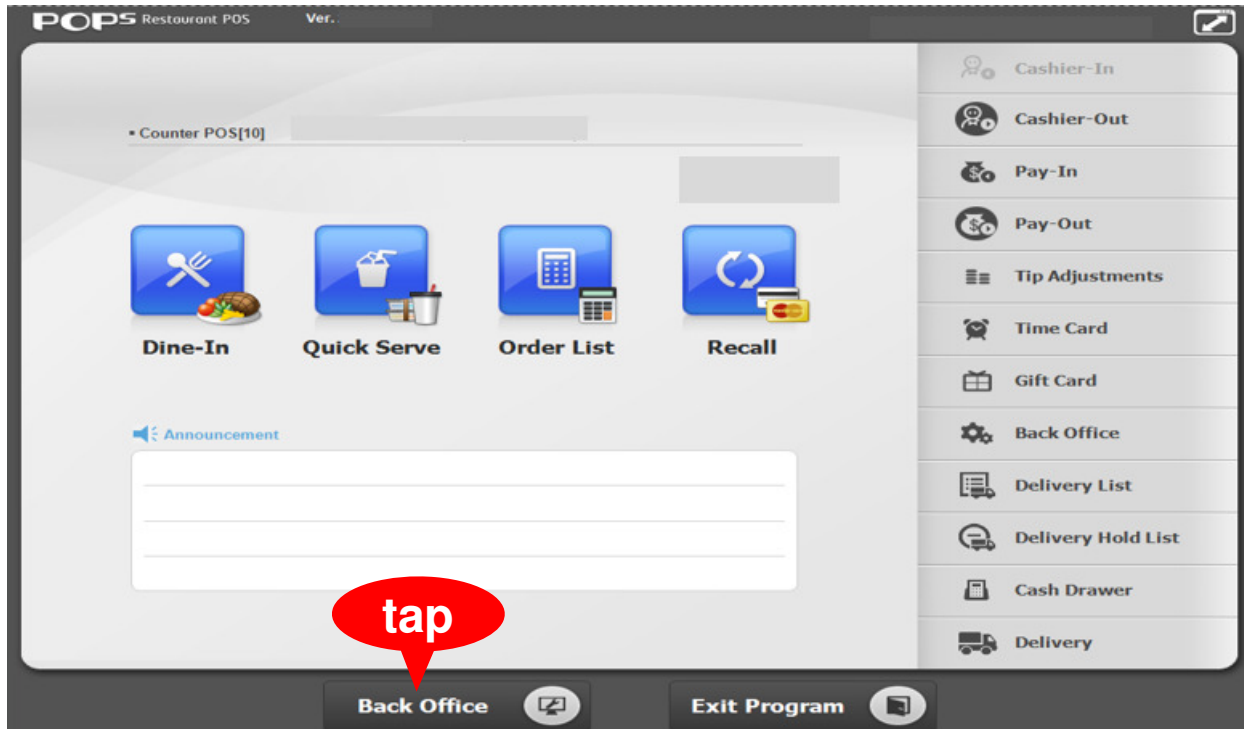 POPS Restaurant POS Ver.
Cashier-In
▪ Counter POS[10]
Cashier-Out
Pay-In
Pay-Out
Tip Adjustments
Time Card
Dine-In Quick Serve Order List Recall
Gift Card
Announcement
Back Office
Delivery List
Delivery Hold List
Cash Drawer
tap
Delivery
Back Office Exit Program